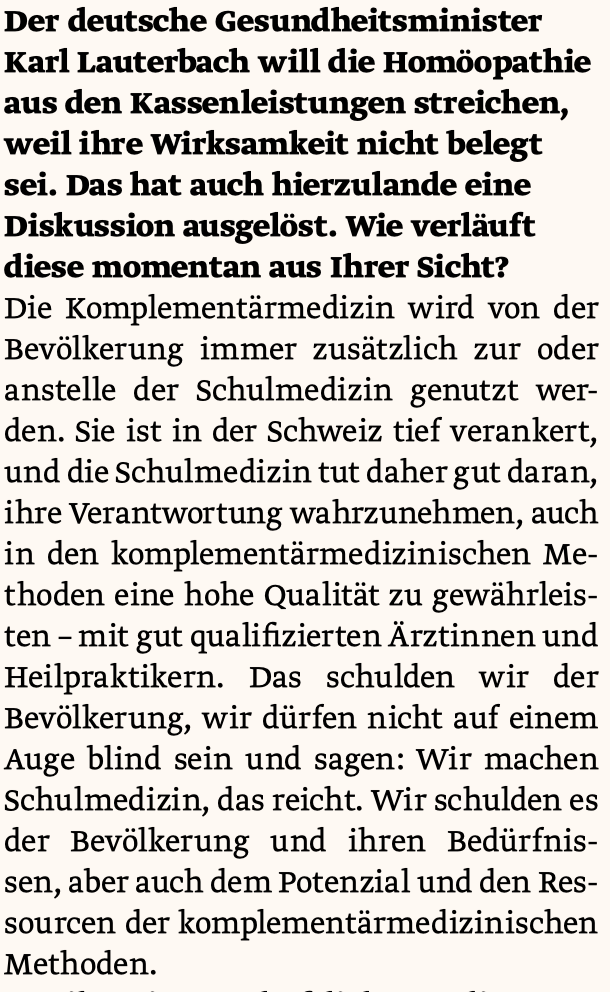 Der deutsche Gesundheitsminister
Karl Lauterbach will die Homöopathie
aus den Kassenleistungen streichen,
weil ihre Wirksamkeit nicht belegt
sei. Das hat auch hierzulande eine
Diskussion ausgelöst. Wie verläuft
diese momentan aus Ihrer Sicht?
Die Komplementärmedizin wird von der
Bevölkerung immer zusätzlich zur oder
anstelle der Schulmedizin genutzt wer-
den. Sie ist in der Schweiz tief verankert,
und die Schulmedizin tut daher gut daran,
ihre Verantwortung wahrzunehmen, auch
in den komplementärmedizinischen Me-
thoden eine hohe Qualität zu gewährleis-
ten – mit gut qualifizierten Ärztinnen und
Heilpraktikern. Das schulden wir der
Bevölkerung, wir dürfen nicht auf einem
Auge blind sein und sagen: Wir machen
Schulmedizin, das reicht. Wir schulden es
der Bevölkerung und ihren Bedürfnis-
sen, aber auch dem Potenzial und den Res-
sourcen der komplementärmedizinischen
Methoden.